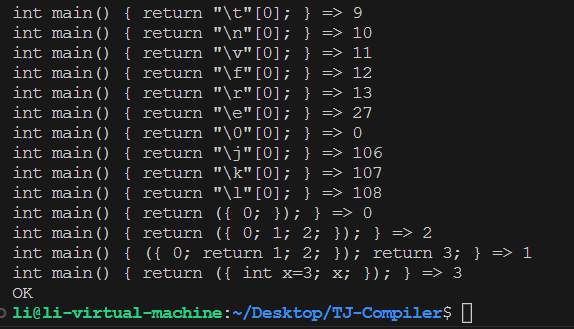 int main() { return "\t"[0]; } => 9
int main() { return "\n"[0]; } => 10
int main() { return "\v"[0]; } => 11
int main() { return "\f"[0]; } => 12
int main() { return "\r"[0]; } => 13
int main() { return "\e"[0]; } => 27
int main() { return "\0"[0]; } => 0
int main() { return "\j"[0]; } => 106
int main() { return "\k"[0]; } => 107
int main() { return "\l"[0]; } => 108
int main() { return ({ 0; }); } => 0
int main() { return ({ 0; 1; 2; }); } => 2
int main() { ({ 0; return 1; 2; }); return 3; } => 1
int main() { return ({ int x=3; x; }); } => 3
OK
li@li-virtual-machine:~/Desktop/TJ-Compiler$